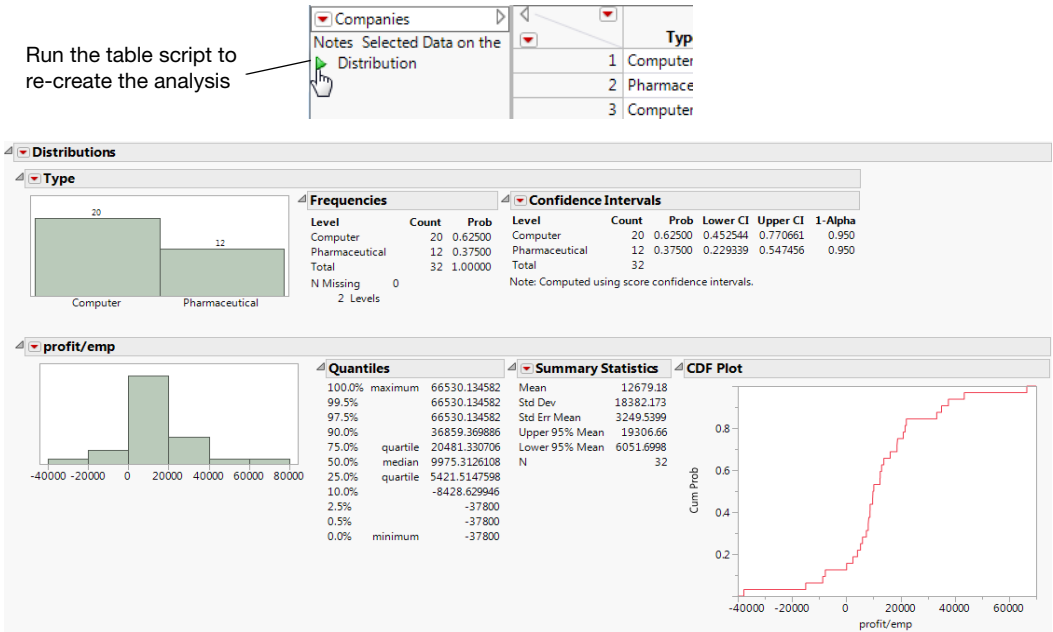 Run the table script to
re-create the analysis
Companies
Notes Selected Data on the
Distribution
Typ
1 Computer
2 Pharmace
3 Computer
Distributions
Type
20
12
Computer Pharmaceutical
Frequencies
Level Count Prob
Computer 20 0.62500
Pharmaceutical 12 0.37500
Total 32 1.00000
N Missing 0
2 Levels
Confidence Intervals
Level Count Prob Lower CI Upper CI 1-Alpha
Computer 20 0.62500 0.452544 0.770661 0.950
Pharmaceutical 12 0.37500 0.229339 0.547456 0.950
Total 32
Note: Computed using score confidence intervals.
profit/emp
-40000 -20000 0 20000 40000 60000 80000
Quantiles
100.0% maximum 66530.134582
99.5% 66530.134582
97.5% 66530.134582
90.0% 36859.369886
75.0% quartile 20481.330706
50.0% median 9975.3126108
25.0% quartile 5421.5147598
10.0% -8428.629946
2.5% -37800
0.5% -37800
0.0% minimum -37800
Summary Statistics
Mean 12679.18
Std Dev 18382.173
Std Err Mean 3249.5399
Upper 95% Mean 19306.66
Lower 95% Mean 6051.6998
N 32
CDF Plot
Cum Prob
0.8
0.6
0.4
0.2
-40000 -20000 0 20000 40000 60000
profit/emp